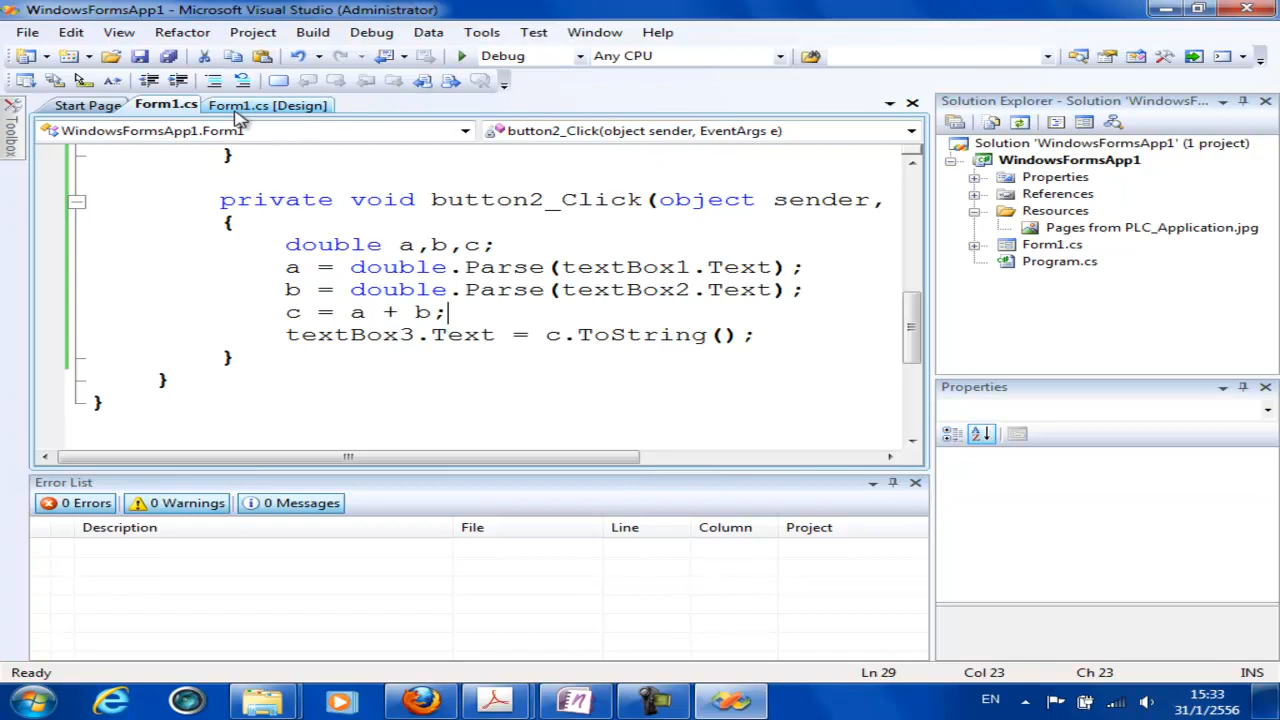 WindowsFormsApp1 - Microsoft Visual Studio (Administrator)
File Edit View Refactor Project Build Debug Data Tools Test Window Help
Debug Any CPU
Start Page Form1.cs Form1.cs [Design]
WindowsFormsApp1.Form1 button2_Click(object sender, EventArgs e)
Toolbox
}
private void button2_Click(object sender,
{
double a,b,c;
a = double.Parse(textBox1.Text);
b = double.Parse(textBox2.Text);
c = a + b;
textBox3.Text = c.ToString();
}
}
}
Solution Explorer - Solution 'WindowsF...
Solution 'WindowsFormsApp1' (1 project)
WindowsFormsApp1
Properties
References
Resources
Pages from PLC_Application.jpg
Form1.cs
Program.cs
Properties
Error List
0 Errors 0 Warnings 0 Messages
Description File Line Column Project
Ready Ln 29 Col 23 Ch 23 INS
EN 15:33
31/1/2556